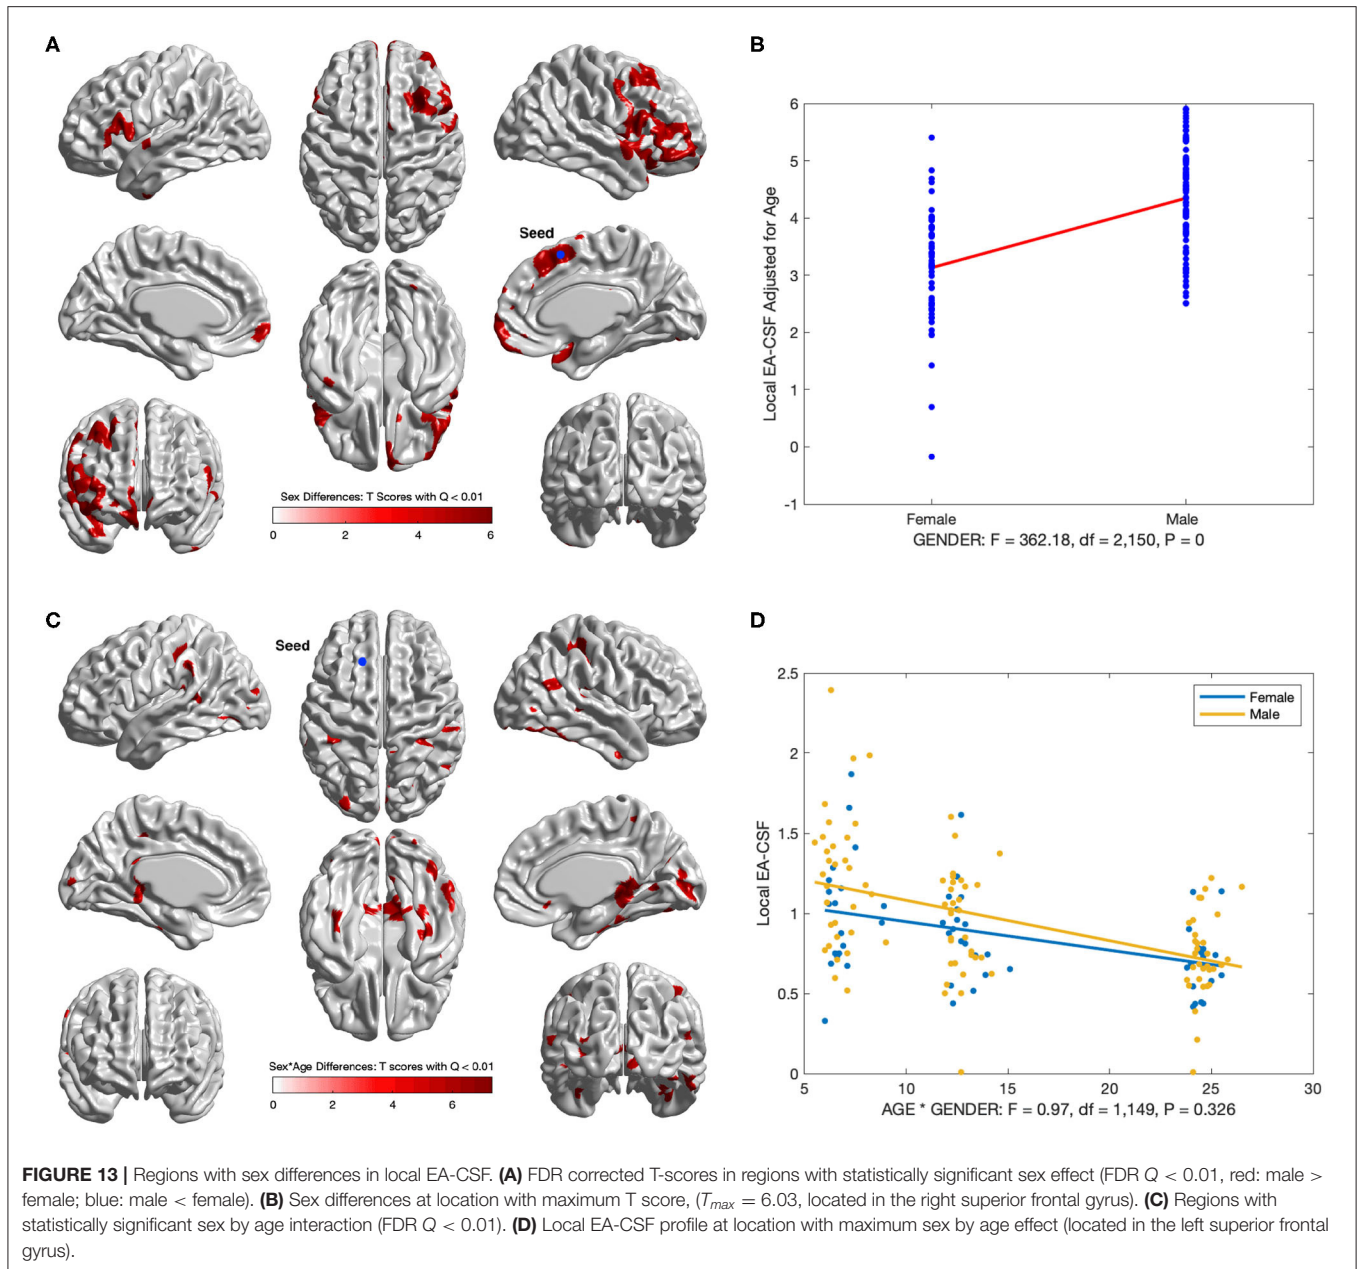 A
B
Seed
Sex Differences: T Scores with Q < 0.01
0 2 4 6
Local EA-CSF Adjusted for Age
6
5
4
3
2
1
0
-1
Female Male
GENDER: F = 362.18, df = 2,150, P = 0
C
D
Seed
Sex*Age Differences: T scores with Q < 0.01
0 2 4 6
Local EA-CSF
2.5
2
1.5
1
0.5
0
Female
Male
5 10 15 20 25 30
AGE * GENDER: F = 0.97, df = 1,149, P = 0.326
FIGURE 13 | Regions with sex differences in local EA-CSF. (A) FDR corrected T-scores in regions with statistically significant sex effect (FDR Q < 0.01, red: male >
female; blue: male < female). (B) Sex differences at location with maximum T score, (Tmax = 6.03, located in the right superior frontal gyrus). (C) Regions with
statistically significant sex by age interaction (FDR Q < 0.01). (D) Local EA-CSF profile at location with maximum sex by age effect (located in the left superior frontal
gyrus).